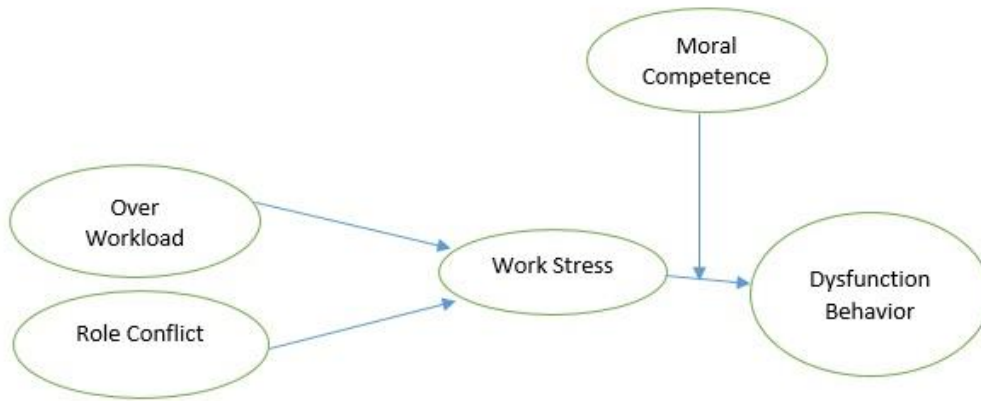 Moral
Competence
Over
Workload
Work Stress
Dysfunction
Behavior
Role Conflict